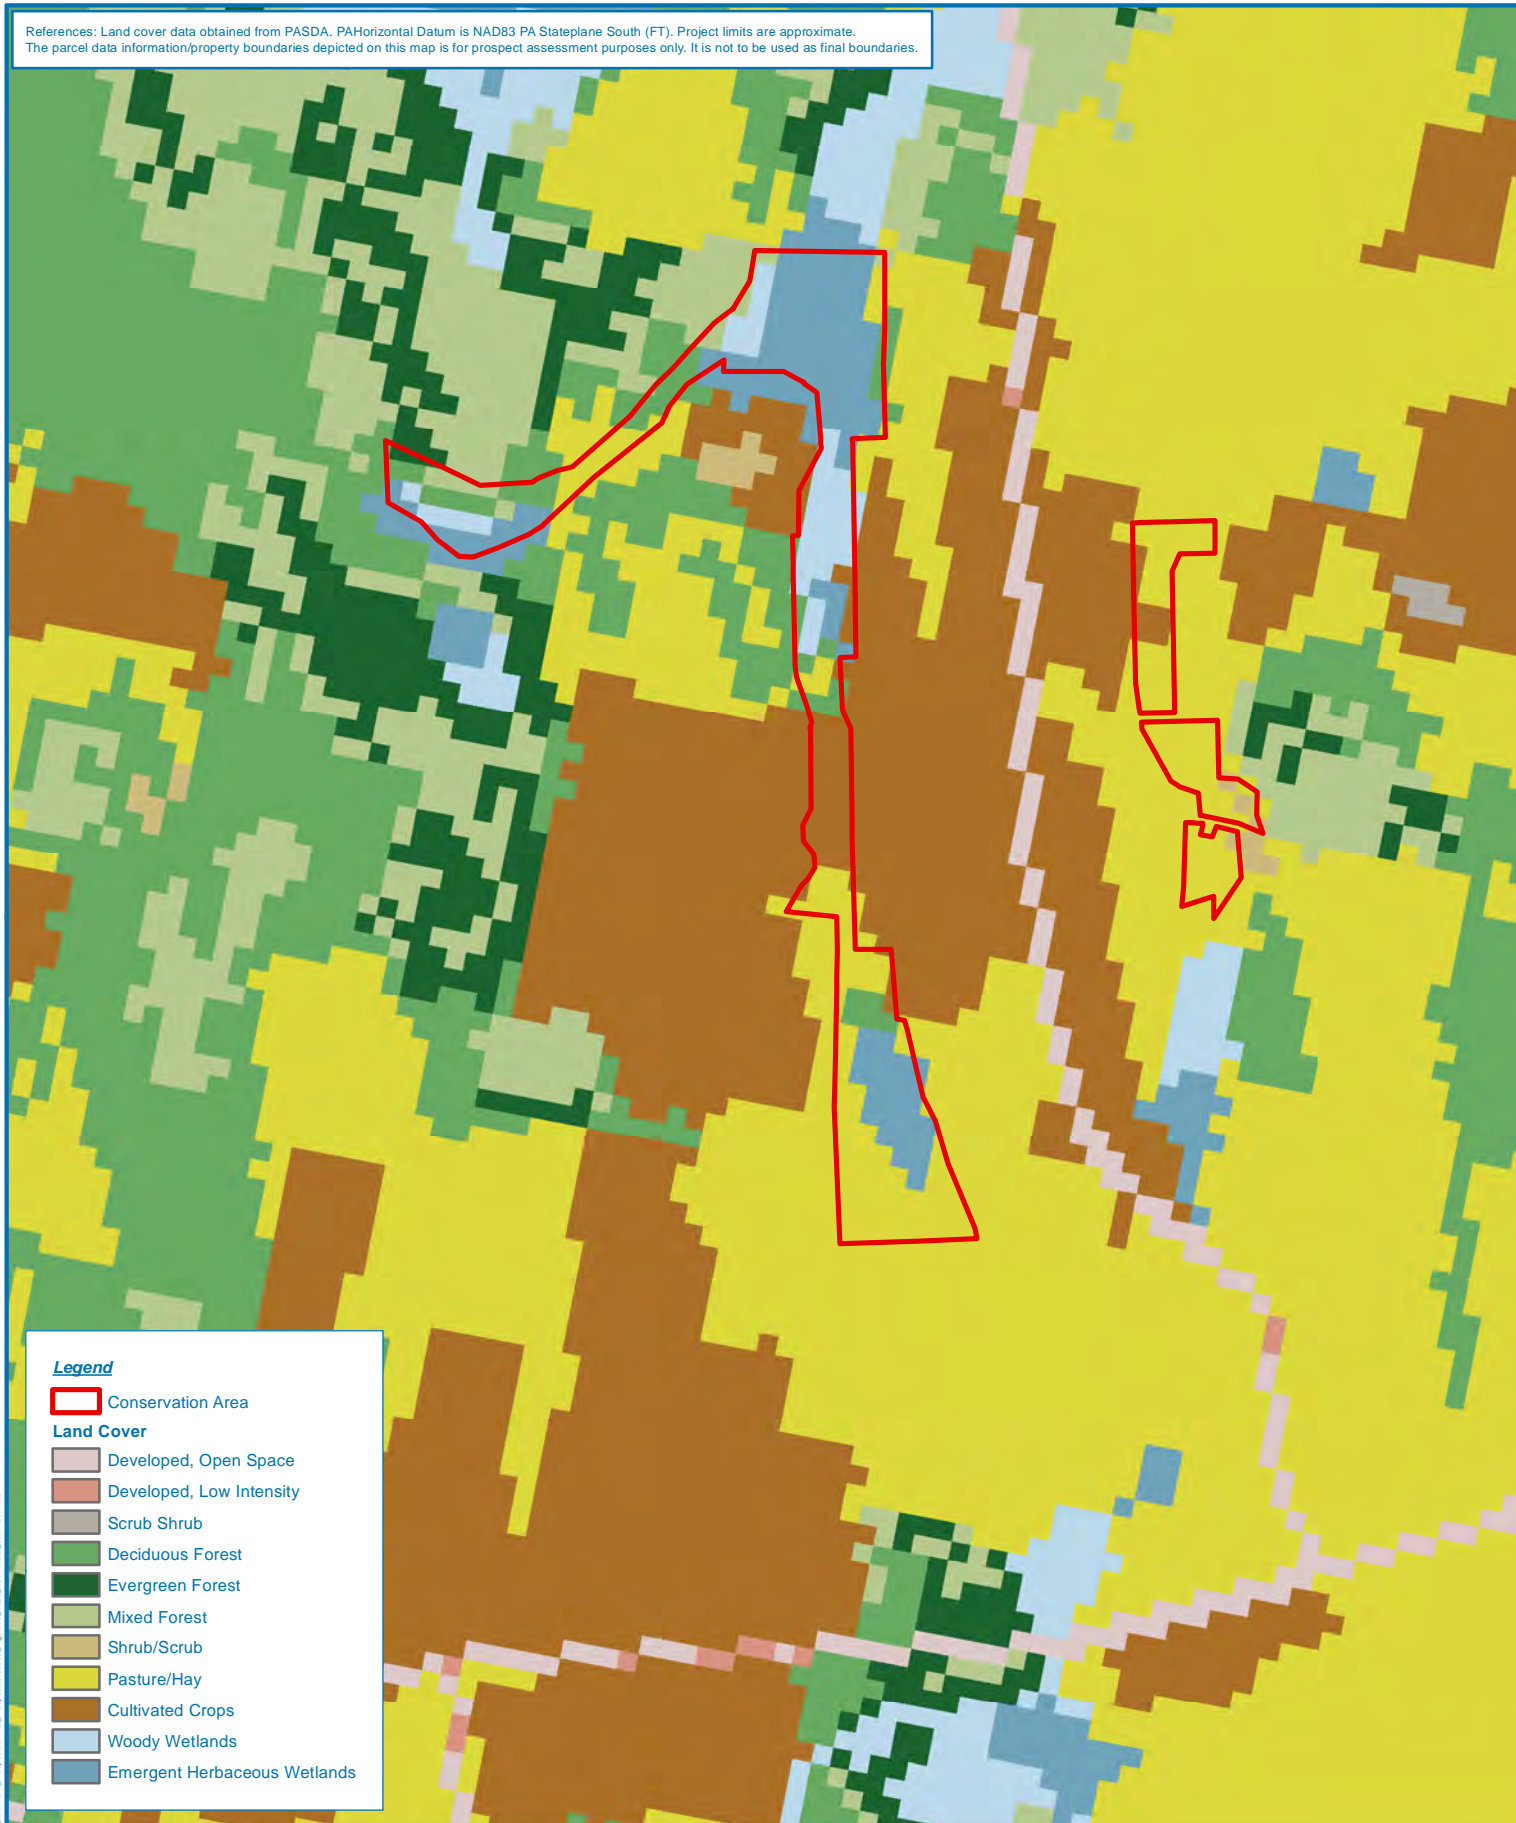 References: Land cover data obtained from PASDA. PAHorizontal Datum is NAD83 PA Stateplane South (FT). Project limits are approximate.
The parcel data information/property boundaries depicted on this map is for prospect assessment purposes only. It is not to be used as final boundaries.
Legend
Conservation Area
Land Cover
Developed, Open Space
Developed, Low Intensity
Scrub Shrub
Deciduous Forest
Evergreen Forest
Mixed Forest
Shrub/Scrub
Pasture/Hay
Cultivated Crops
Woody Wetlands
Emergent Herbaceous Wetlands